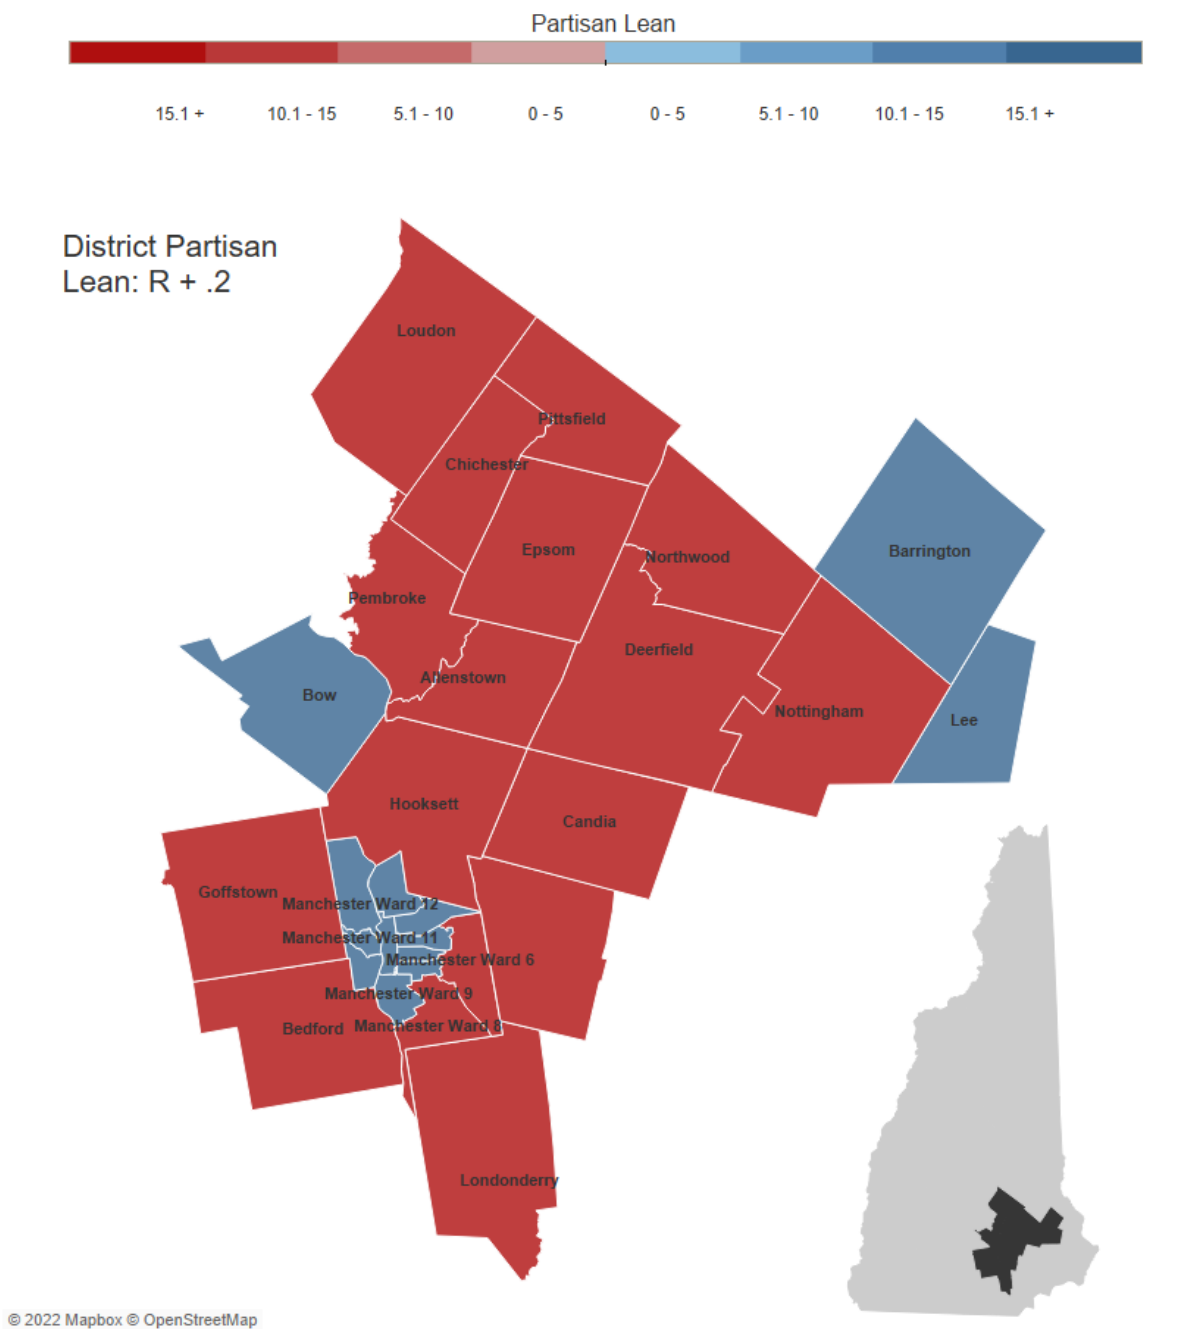 Partisan Lean
15.1 + 10.1 - 15 5.1 - 10 0 - 5 0 - 5 5.1 - 10 10.1 - 15 15.1 +
District Partisan
Lean: R + .2
Loudon
Pittsfield
Chichester
Epsom
Northwood
Barrington
Pembroke
Deerfield
Allenstown
Bow
Nottingham
Lee
Hooksett
Candia
Goffstown
Manchester Ward 12
Manchester Ward 11
Manchester Ward 6
Manchester Ward 9
Bedford
Manchester Ward 8
Londonderry
© 2022 Mapbox © OpenStreetMap